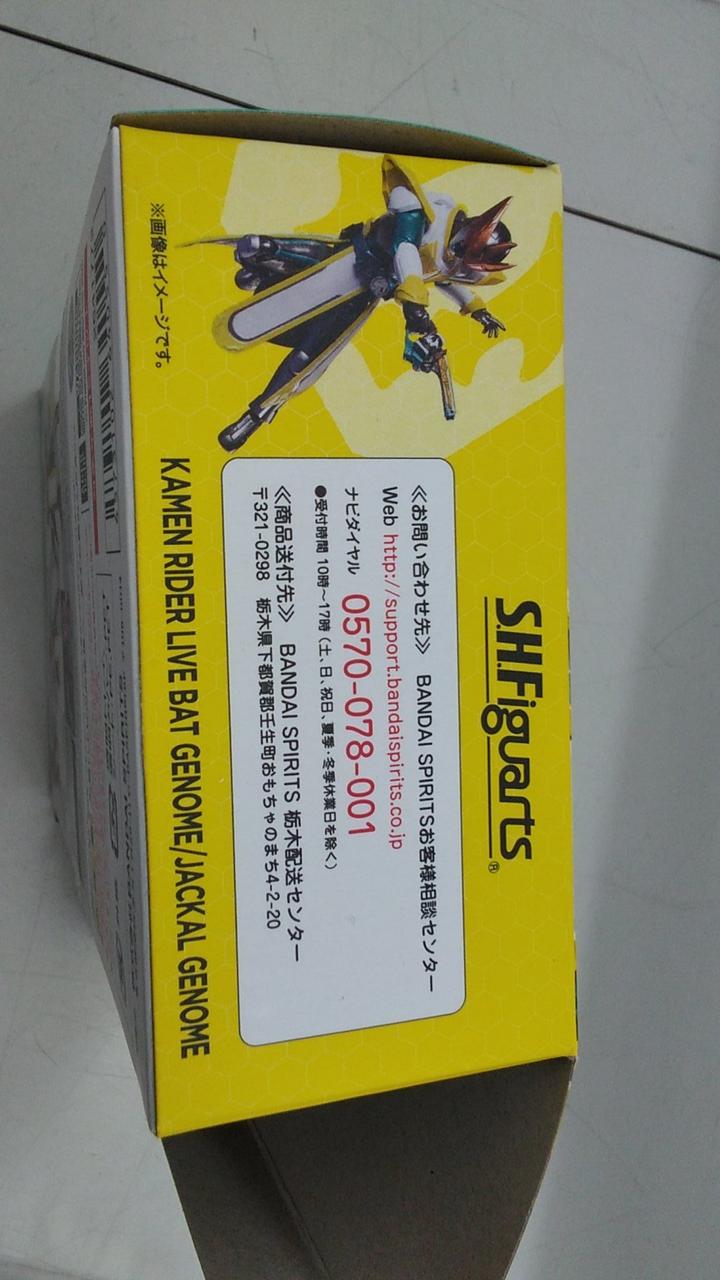 S.H.Figuarts®
≪お問い合わせ先≫ BANDAI SPIRITSお客様相談センター
Web http://support.bandaispirits.co.jp
ナビダイヤル 0570-078-001
●受付時間 10時～17時(土、日、祝日、夏季・冬季休業日を除く)
≪商品送付先≫ BANDAI SPIRITS 栃木配送センター
〒321-0298 栃木県下都賀郡壬生町おもちゃのまち4-2-20
※画像はイメージです。
KAMEN RIDER LIVE BAT GENOME/JACKAL GENOME